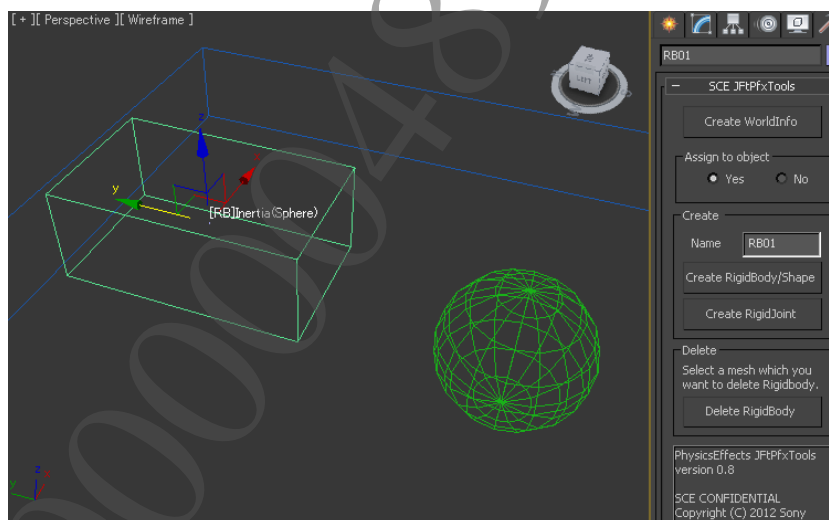 [ + ][ Perspective ][ Wireframe ]
z
x
y
[RB]Inertia(Sphere)
LEFT
z
x
y
RB01
SCE JFtPfxTools
Create WorldInfo
Assign to object
Yes No
Create
Name RB01
Create RigidBody/Shape
Create RigidJoint
Delete
Select a mesh which you
want to delete Rigidbody.
Delete RigidBody
PhysicsEffects JFtPfxTools
version 0.8
SCE CONFIDENTIAL
Copyright (C) 2012 Sony